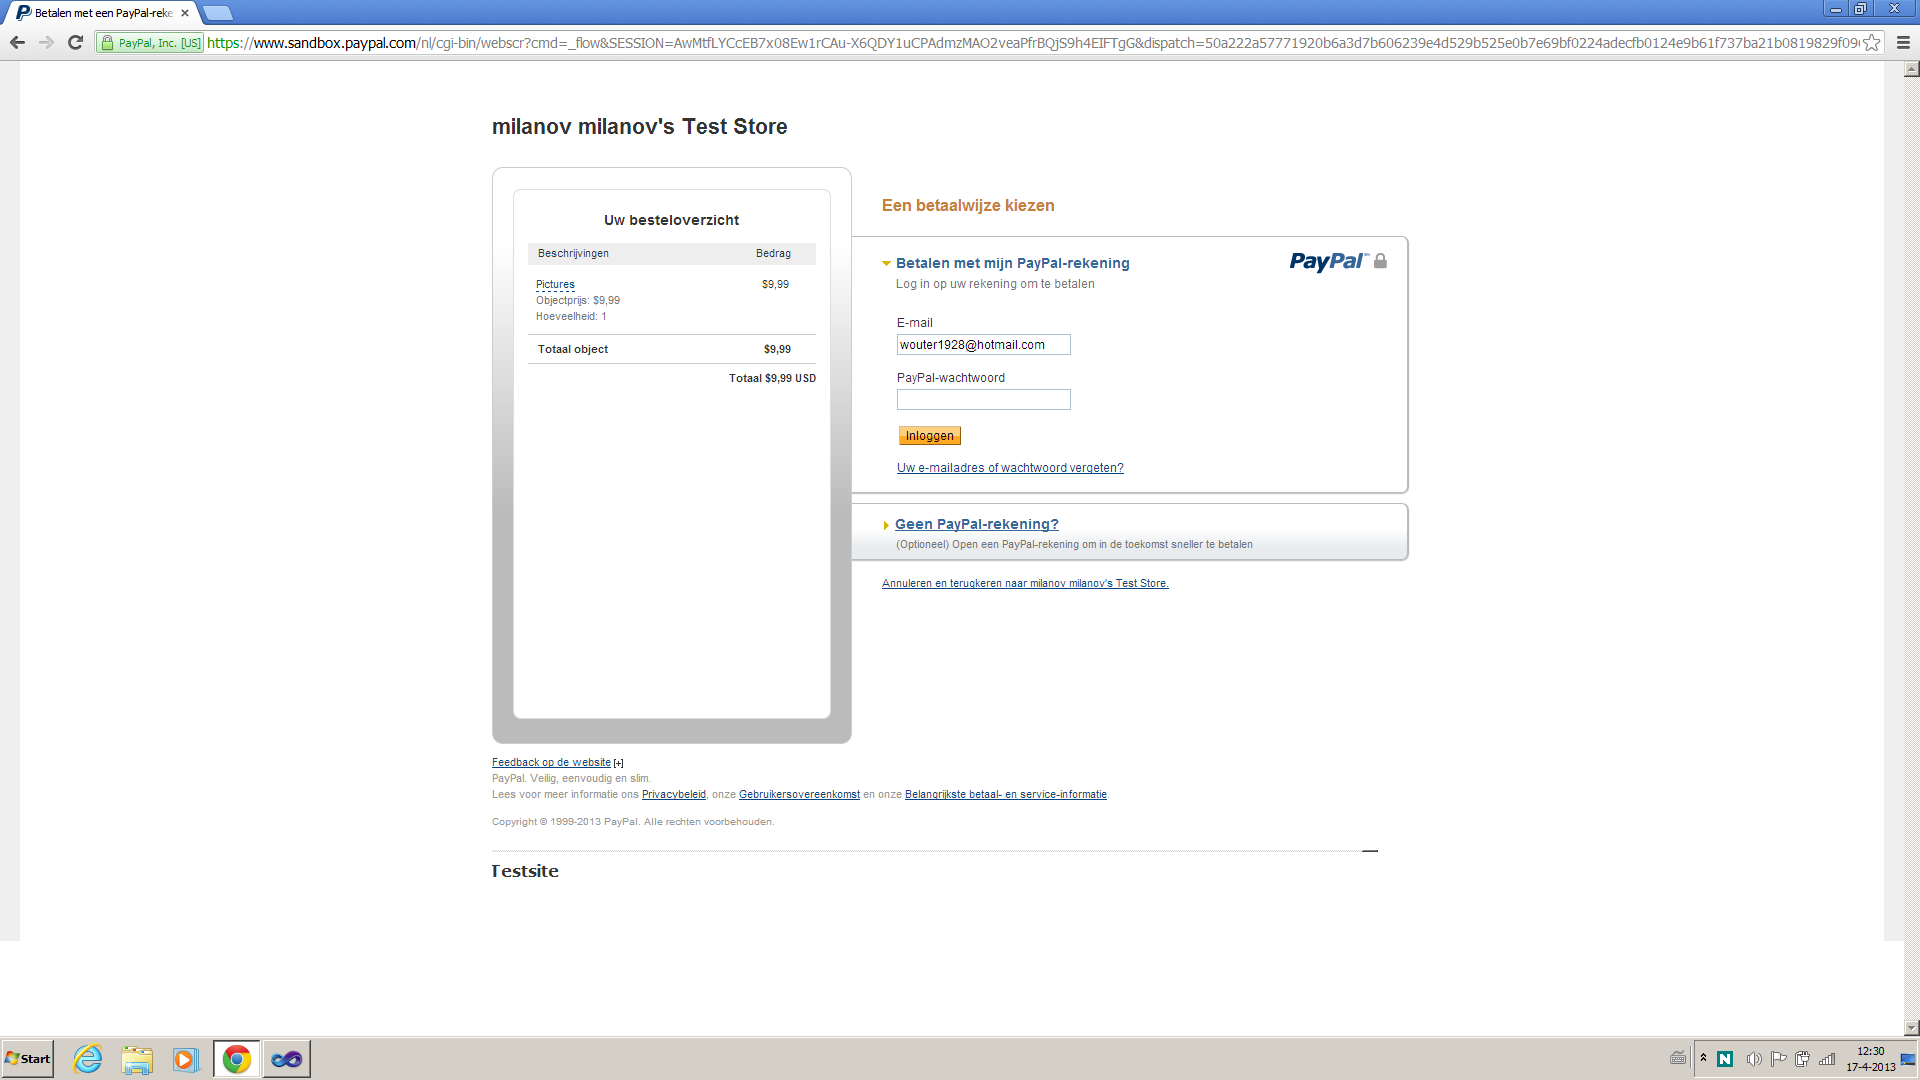 Betalen met een PayPal-reke
PayPal, Inc. [US]
https://www.sandbox.paypal.com/nl/cgi-bin/webscr?cmd=_flow&SESSION=AwMtfLYCcEB7x08Ew1rCAu-X6QDY1uCPAdmzMAO2veaPfrBQjS9h4EIFTgG&dispatch=50a222a57771920b6a3d7b606239e4d529b525e0b7e69bf0224adecfb0124e9b61f737ba21b0819829f09
milanov milanov's Test Store
Uw besteloverzicht
Beschrijvingen Bedrag
Pictures $9,99
Objectprijs: $9,99
Hoeveelheid: 1
Totaal object $9,99
Totaal $9,99 USD
Een betaalwijze kiezen
Betalen met mijn PayPal-rekening
PayPal
Log in op uw rekening om te betalen
E-mail
wouter1928@hotmail.com
PayPal-wachtwoord
Inloggen
Uw e-mailadres of wachtwoord vergeten?
Geen PayPal-rekening?
(Optioneel) Open een PayPal-rekening om in de toekomst sneller te betalen
Annuleren en terugkeren naar milanov milanov's Test Store.
Feedback op de website [+]
PayPal. Veilig, eenvoudig en slim.
Lees voor meer informatie ons Privacybeleid, onze Gebruikersovereenkomst en onze Belangrijkste betaal- en service-informatie.
Copyright © 1999-2013 PayPal. Alle rechten voorbehouden.
Testsite
Start
N
12:30
17-4-2013